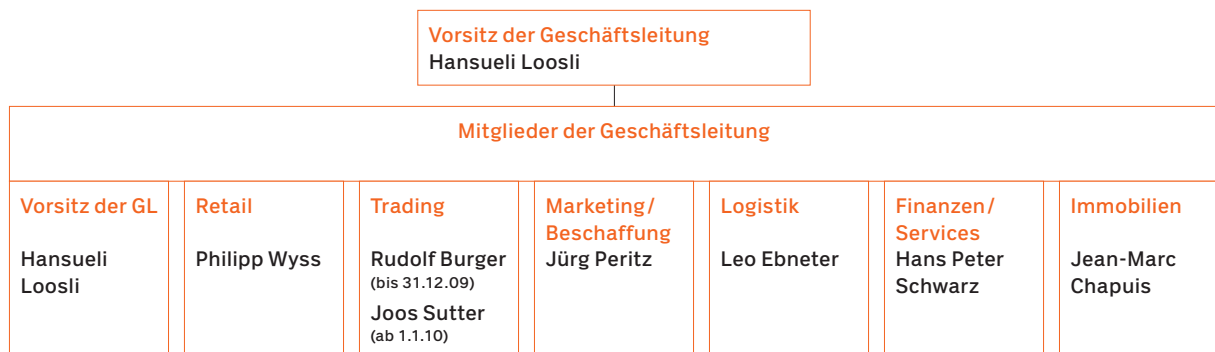 Vorsitz der Geschäftsleitung
Hansueli Loosli
Mitglieder der Geschäftsleitung
Vorsitz der GL
Hansueli
Loosli
Retail
Philipp Wyss
Trading
Rudolf Burger
(bis 31.12.09)
Joos Sutter
(ab 1.1.10)
Marketing/
Beschaffung
Jürg Peritz
Logistik
Leo Ebneter
Finanzen/
Services
Hans Peter
Schwarz
Immobilien
Jean-Marc
Chapuis